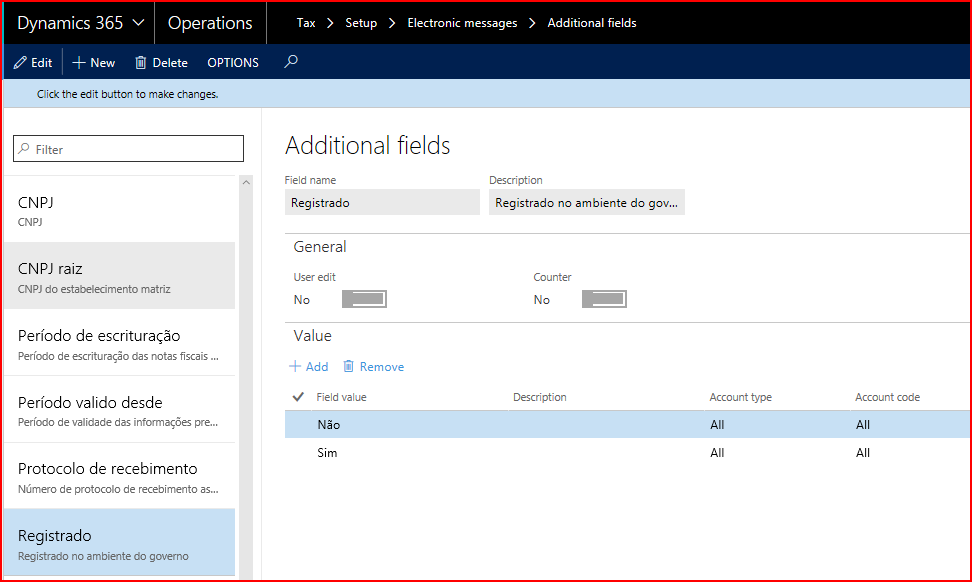 Dynamics 365 Operations Tax > Setup > Electronic messages > Additional fields
Edit + New Delete OPTIONS
Click the edit button to make changes.
Filter
CNPJ
CNPJ
CNPJ raiz
CNPJ do estabelecimento matriz
Período de escrituração
Período de escrituração das notas fiscais ...
Período valido desde
Período de validade das informações pre...
Protocolo de recebimento
Número de protocolo de recebimento as...
Registrado
Registrado no ambiente do governo
Additional fields
Field name Description
Registrado Registrado no ambiente do gov...
General
User edit Counter
No No
Value
+ Add Remove
Field value Description Account type Account code
Não All All
Sim All All